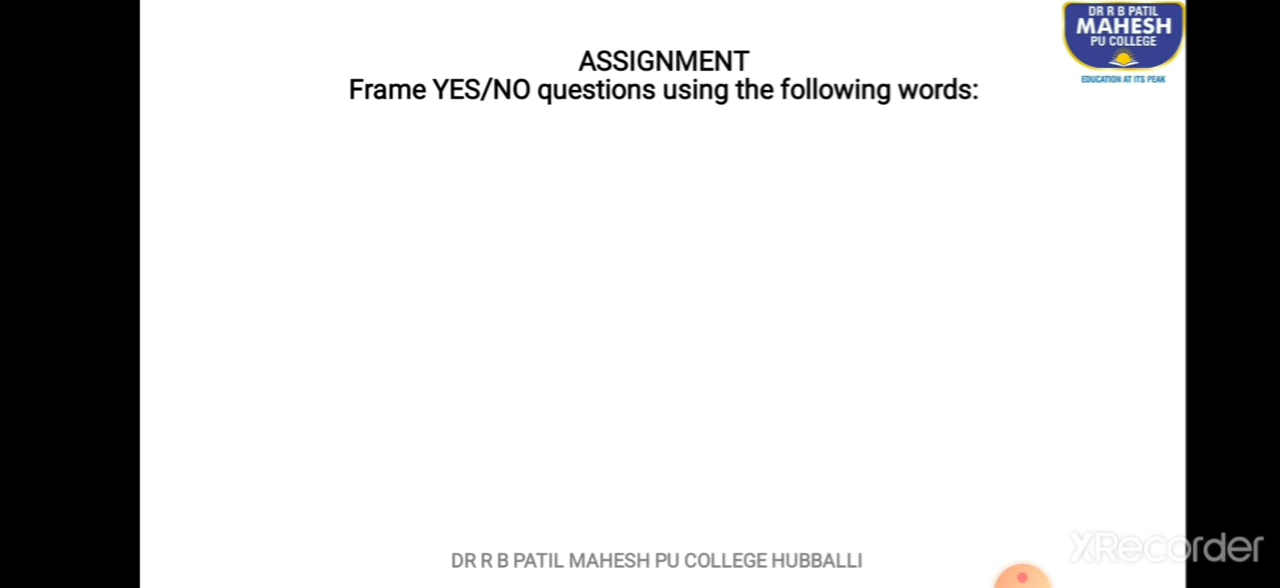 DR R B PATIL
MAHESH
PU COLLEGE
EDUCATION AT ITS PEAK
ASSIGNMENT
Frame YES/NO questions using the following words:
DR R B PATIL MAHESH PU COLLEGE HUBBALLI
XRecorder